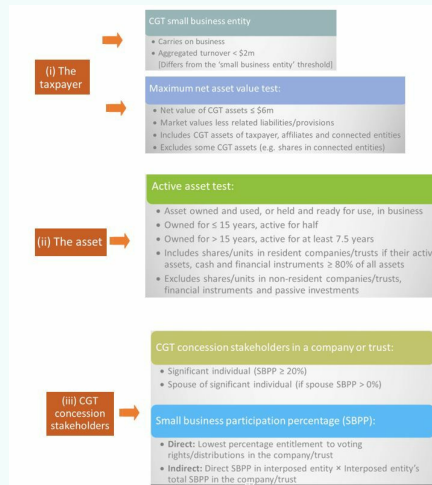 CGT small business entity
• Carries on business
• Aggregated turnover < $2m
[Differs from the 'small business entity' threshold]
(i) The
taxpayer
Maximum net asset value test:
• Net value of CGT assets ≤ $6m
• Market values less related liabilities/provisions
• Includes CGT assets of taxpayer, affiliates and connected entities
• Excludes some CGT assets (e.g. shares in connected entities)
Active asset test:
• Asset owned and used, or held and ready for use, in business
• Owned for ≤ 15 years, active for half
• Owned for > 15 years, active for at least 7.5 years
• Includes shares/units in resident companies/trusts if their activ
assets, cash and financial instruments ≥ 80% of all assets
• Excludes shares/units in non-resident companies/trusts,
financial instruments and passive investments
(ii) The asset
CGT concession stakeholders in a company or trust:
• Significant individual (SBPP ≥ 20%)
• Spouse of significant individual (if spouse SBPP > 0%)
(iii) CGT
concession
stakeholders
Small business participation percentage (SBPP):
• Direct: Lowest percentage entitlement to voting
rights/distributions in the company/trust
• Indirect: Direct SBPP in interposed entity × Interposed entity's
total SBPP in the company/trust